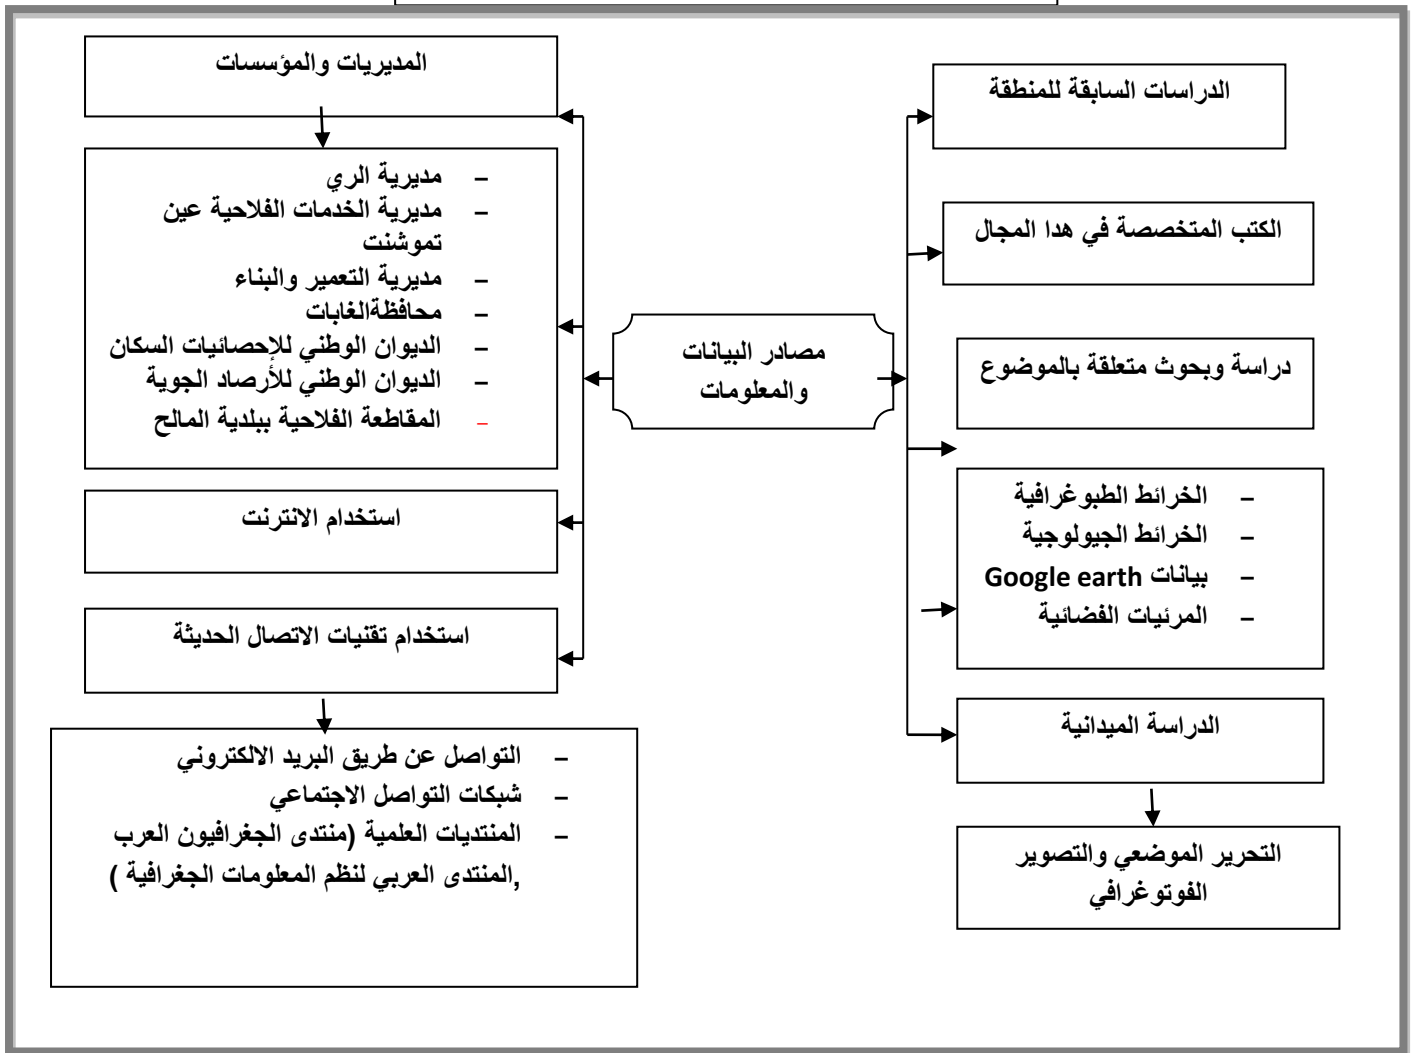 مصادر البيانات
والمعلومات
الدراسات السابقة للمنطقة
الكتب المتخصصة في هدا المجال
دراسة وبحوث متعلقة بالموضوع
– الخرائط الطبوغرافية
– الخرائط الجيولوجية
– بيانات Google earth
– المرئيات الفضائية
الدراسة الميدانية
التحرير الموضعي والتصوير
الفوتوغرافي
المديريات والمؤسسات
– مديرية الري
– مديرية الخدمات الفلاحية عين
تموشنت
– مديرية التعمير والبناء
– محافظةالغابات
– الديوان الوطني للإحصائيات السكان
– الديوان الوطني للأرصاد الجوية
– المقاطعة الفلاحية ببلدية المالح
استخدام الانترنت
استخدام تقنيات الاتصال الحديثة
– التواصل عن طريق البريد الالكتروني
– شبكات التواصل الاجتماعي
– المنتديات العلمية (منتدى الجغرافيون العرب
,المنتدى العربي لنظم المعلومات الجغرافية )